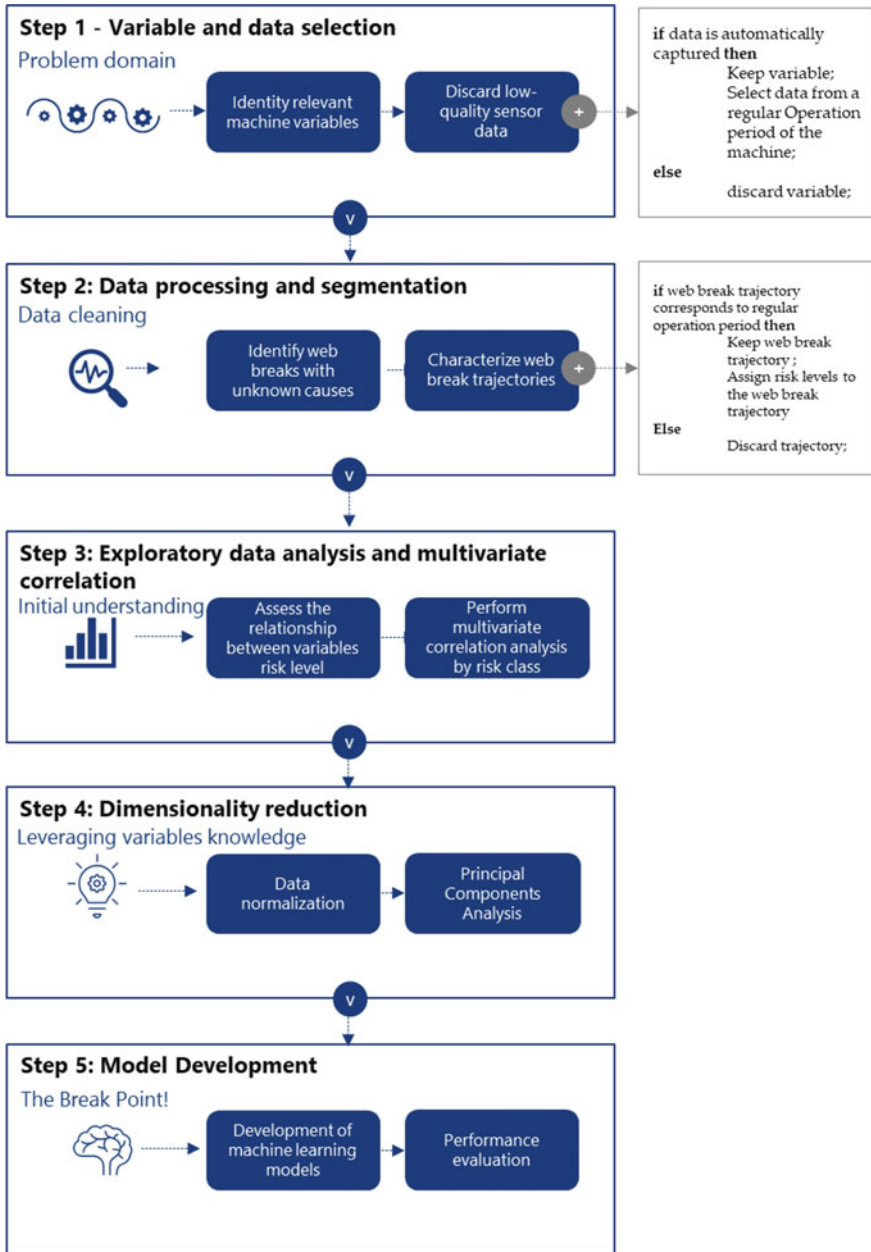 Step 1 - Variable and data selection
Problem domain
Identity relevant
machine variables
Discard low-
quality sensor
data
+
if data is automatically
captured then
Keep variable;
Select data from a
regular Operation
period of the
machine;
else
discard variable;
v
Step 2: Data processing and segmentation
Data cleaning
Identify web
breaks with
unknown causes
Characterize web
break trajectories
+
if web break trajectory
corresponds to regular
operation period then
Keep web break
trajectory ;
Assign risk levels to
the web break
trajectory
Else
Discard trajectory;
v
Step 3: Exploratory data analysis and multivariate
correlation
Initial understanding
Assess the
relationship
between variables
risk level
Perform
multivariate
correlation analysis
by risk class
v
Step 4: Dimensionality reduction
Leveraging variables knowledge
Data
normalization
Principal
Components
Analysis
v
Step 5: Model Development
The Break Point!
Development of
machine learning
models
Performance
evaluation